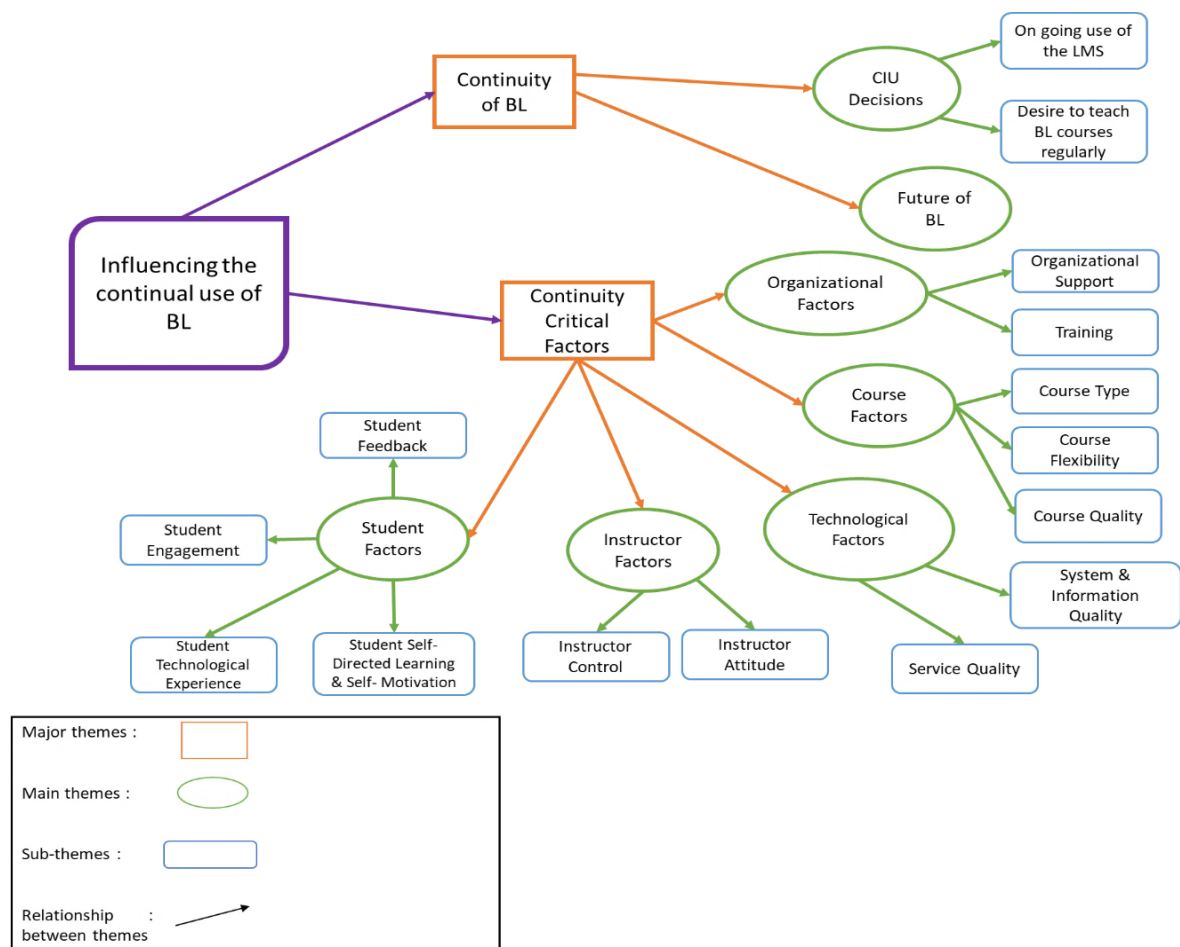 On going use of
the LMS
Continuity
of BL
CIU
Decisions
Desire to teach
BL courses
regularly
Future of
BL
Influencing the
continual use of
BL
Continuity
Critical
Factors
Organizational
Factors
Organizational
Support
Training
Course
Factors
Course Type
Course
Flexibility
Course Quality
Student
Feedback
Student
Engagement
Student
Factors
Instructor
Factors
Technological
Factors
System &
Information
Quality
Student
Technological
Experience
Student Self-
Directed Learning
& Self- Motivation
Instructor
Control
Instructor
Attitude
Service Quality
Major themes :
Main themes :
Sub-themes :
Relationship :
between themes